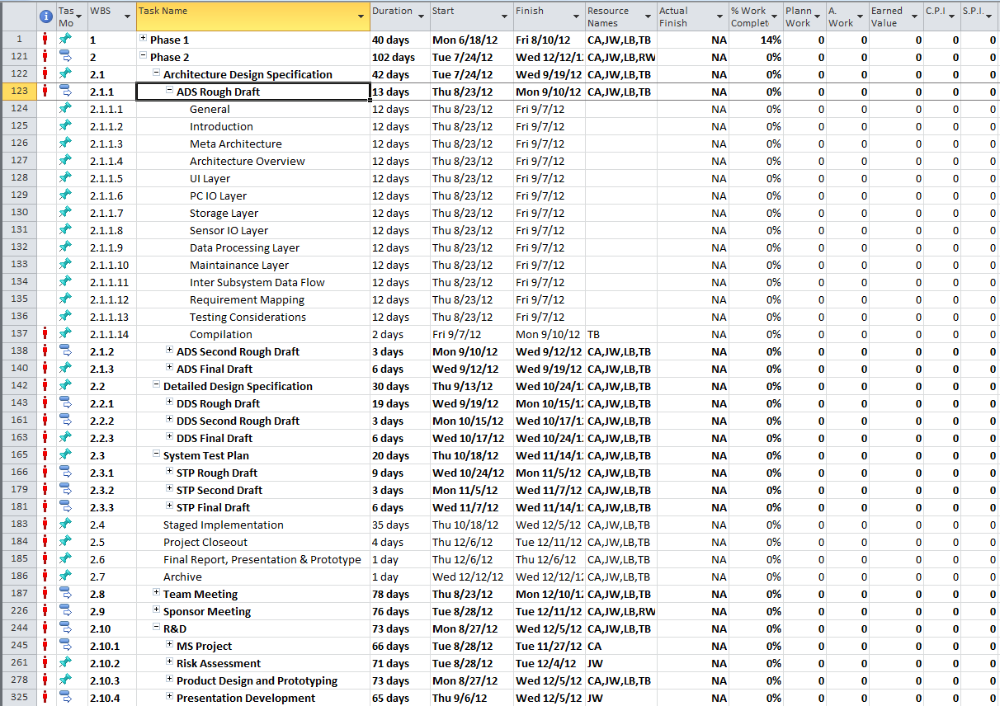 Tas Mo WBS Task Name Duration Start Finish Resource Names Actual Finish % Work Complet Plann Work A. Work Earned Value C.P.I S.P.I.
1 1 Phase 1 40 days Mon 6/18/12 Fri 8/10/12 CA,JW,LB,TB NA 14% 0 0 0 0 0
121 2 Phase 2 102 days Tue 7/24/12 Wed 12/12/1 CA,JW,LB,RW NA 0% 0 0 0 0 0
122 2.1 Architecture Design Specification 42 days Tue 7/24/12 Wed 9/19/12 CA,JW,LB,TB NA 0% 0 0 0 0 0
123 2.1.1 ADS Rough Draft 13 days Thu 8/23/12 Mon 9/10/12 CA,JW,LB,TB NA 0% 0 0 0 0 0
124 2.1.1.1 General 12 days Thu 8/23/12 Fri 9/7/12 NA 0% 0 0 0 0 0
125 2.1.1.2 Introduction 12 days Thu 8/23/12 Fri 9/7/12 NA 0% 0 0 0 0 0
126 2.1.1.3 Meta Architecture 12 days Thu 8/23/12 Fri 9/7/12 NA 0% 0 0 0 0 0
127 2.1.1.4 Architecture Overview 12 days Thu 8/23/12 Fri 9/7/12 NA 0% 0 0 0 0 0
128 2.1.1.5 UI Layer 12 days Thu 8/23/12 Fri 9/7/12 NA 0% 0 0 0 0 0
129 2.1.1.6 PC IO Layer 12 days Thu 8/23/12 Fri 9/7/12 NA 0% 0 0 0 0 0
130 2.1.1.7 Storage Layer 12 days Thu 8/23/12 Fri 9/7/12 NA 0% 0 0 0 0 0
131 2.1.1.8 Sensor IO Layer 12 days Thu 8/23/12 Fri 9/7/12 NA 0% 0 0 0 0 0
132 2.1.1.9 Data Processing Layer 12 days Thu 8/23/12 Fri 9/7/12 NA 0% 0 0 0 0 0
133 2.1.1.10 Maintainance Layer 12 days Thu 8/23/12 Fri 9/7/12 NA 0% 0 0 0 0 0
134 2.1.1.11 Inter Subsystem Data Flow 12 days Thu 8/23/12 Fri 9/7/12 NA 0% 0 0 0 0 0
135 2.1.1.12 Requirement Mapping 12 days Thu 8/23/12 Fri 9/7/12 NA 0% 0 0 0 0 0
136 2.1.1.13 Testing Considerations 12 days Thu 8/23/12 Fri 9/7/12 NA 0% 0 0 0 0 0
137 2.1.1.14 Compilation 2 days Fri 9/7/12 Mon 9/10/12 TB NA 0% 0 0 0 0 0
138 2.1.2 ADS Second Rough Draft 3 days Mon 9/10/12 Wed 9/12/12 CA,JW,LB,TB NA 0% 0 0 0 0 0
140 2.1.3 ADS Final Draft 6 days Wed 9/12/12 Wed 9/19/12 CA,JW,LB,TB NA 0% 0 0 0 0 0
142 2.2 Detailed Design Specification 30 days Thu 9/13/12 Wed 10/24/1 CA,JW,LB,TB NA 0% 0 0 0 0 0
143 2.2.1 DDS Rough Draft 19 days Wed 9/19/12 Mon 10/15/1 CA,JW,LB,TB NA 0% 0 0 0 0 0
161 2.2.2 DDS Second Rough Draft 3 days Mon 10/15/12 Wed 10/17/1 CA,JW,LB,TB NA 0% 0 0 0 0 0
163 2.2.3 DDS Final Draft 6 days Wed 10/17/12 Wed 10/24/1 CA,JW,LB,TB NA 0% 0 0 0 0 0
165 2.3 System Test Plan 20 days Thu 10/18/12 Wed 11/14/1 CA,JW,LB,TB NA 0% 0 0 0 0 0
166 2.3.1 STP Rough Draft 9 days Wed 10/24/12 Mon 11/5/12 CA,JW,LB,TB NA 0% 0 0 0 0 0
179 2.3.2 STP Second Draft 3 days Mon 11/5/12 Wed 11/7/12 CA,JW,LB,TB NA 0% 0 0 0 0 0
181 2.3.3 STP Final Draft 6 days Wed 11/7/12 Wed 11/14/1 CA,JW,LB,TB NA 0% 0 0 0 0 0
183 2.4 Staged Implementation 35 days Thu 10/18/12 Wed 12/5/12 CA,JW,LB,TB NA 0% 0 0 0 0 0
184 2.5 Project Closeout 4 days Thu 12/6/12 Tue 12/11/12 CA,JW,LB,TB NA 0% 0 0 0 0 0
185 2.6 Final Report, Presentation & Prototype 1 day Thu 12/6/12 Thu 12/6/12 CA,JW,LB,TB NA 0% 0 0 0 0 0
186 2.7 Archive 1 day Wed 12/12/12 Wed 12/12/1 CA,JW,LB,TB NA 0% 0 0 0 0 0
187 2.8 Team Meeting 78 days Thu 8/23/12 Mon 12/10/1 CA,JW,LB,TB NA 0% 0 0 0 0 0
226 2.9 Sponsor Meeting 76 days Tue 8/28/12 Tue 12/11/12 CA,JW,LB,RW NA 0% 0 0 0 0 0
244 2.10 R&D 73 days Mon 8/27/12 Wed 12/5/12 CA,JW,LB,TB NA 0% 0 0 0 0 0
245 2.10.1 MS Project 66 days Tue 8/28/12 Tue 11/27/12 CA NA 0% 0 0 0 0 0
261 2.10.2 Risk Assessment 71 days Tue 8/28/12 Tue 12/4/12 JW NA 0% 0 0 0 0 0
278 2.10.3 Product Design and Prototyping 73 days Mon 8/27/12 Wed 12/5/12 CA,JW,LB,TB NA 0% 0 0 0 0 0
325 2.10.4 Presentation Development 65 days Thu 9/6/12 Wed 12/5/12 JW NA 0% 0 0 0 0 0